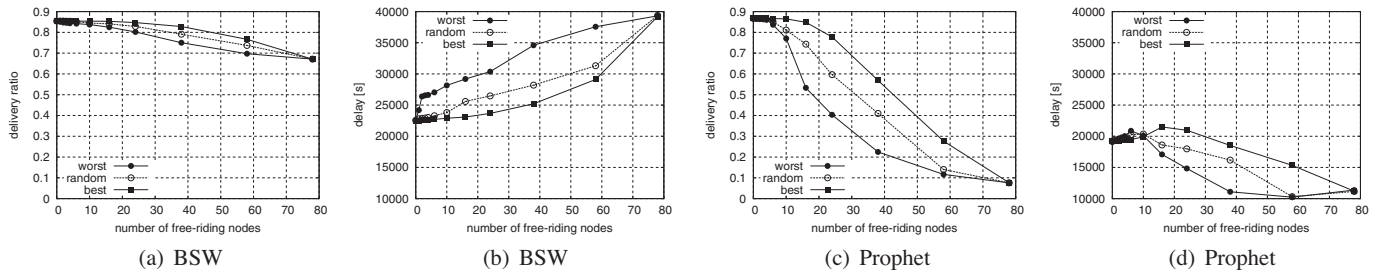 delivery ratio
1
0.9
0.8
0.7
0.6
0.5
0.4
0.3
0.2
0.1
0
worst
random
best
0 10 20 30 40 50 60 70 80
number of free-riding nodes
(a) BSW
delay [s]
40000
35000
30000
25000
20000
15000
10000
worst
random
best
0 10 20 30 40 50 60 70 80
number of free-riding nodes
(b) BSW
delivery ratio
1
0.9
0.8
0.7
0.6
0.5
0.4
0.3
0.2
0.1
0
worst
random
best
0 10 20 30 40 50 60 70 80
number of free-riding nodes
(c) Prophet
delay [s]
40000
35000
30000
25000
20000
15000
10000
worst
random
best
0 10 20 30 40 50 60 70 80
number of free-riding nodes
(d) Prophet